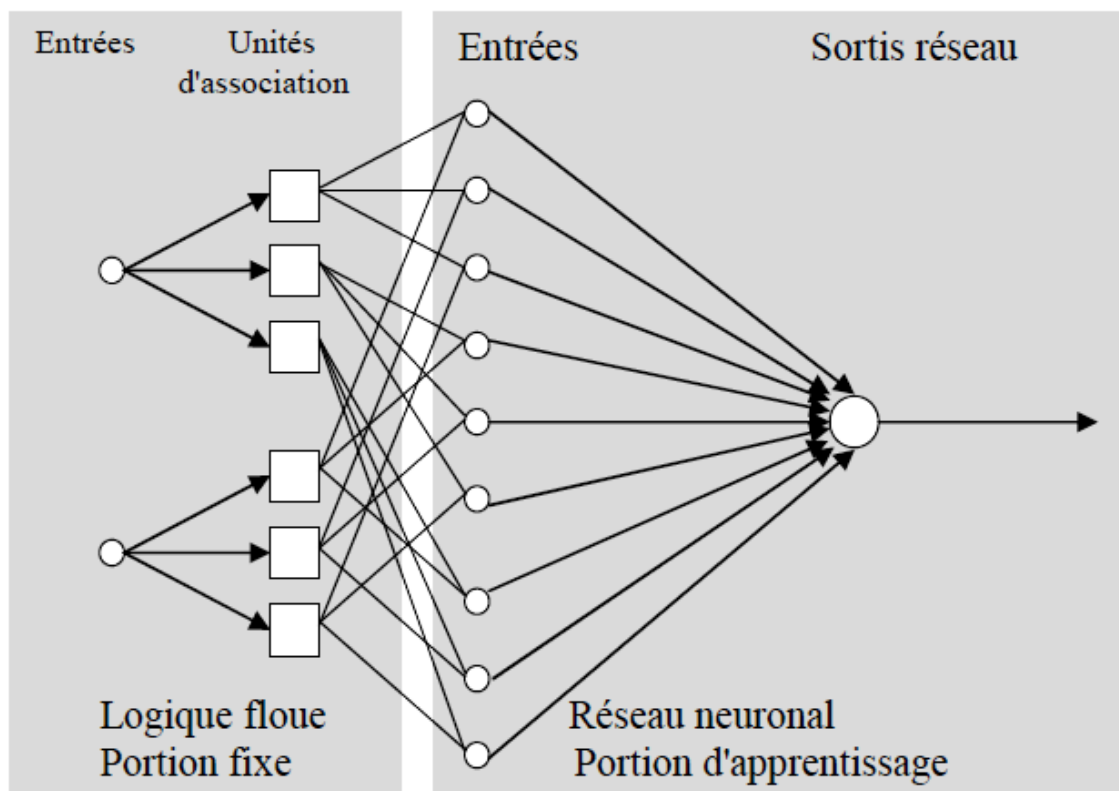 Entrées
Unités
d'association
Entrées
Sortis réseau
Logique floue
Portion fixe
Réseau neuronal
Portion d'apprentissage